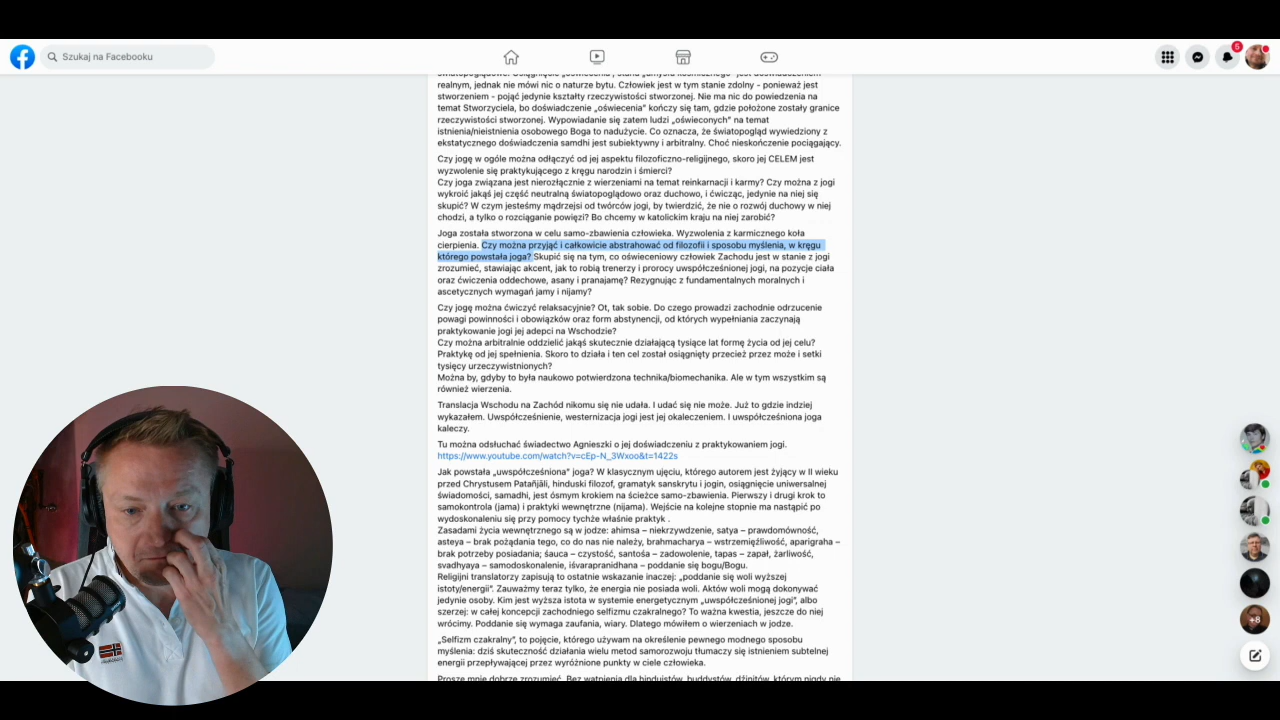 Szukaj na Facebooku
5
realnym, jednak nie mówi nic o naturze bytu. Człowiek jest w tym stanie zdolny - ponieważ jest
stworzeniem - pojąć jedynie kształty rzeczywistości stworzonej. Nie ma nic do powiedzenia na
temat Stworzyciela, bo doświadczenie „oświecenia” kończy się tam, gdzie położone zostały granice
rzeczywistości stworzonej. Wypowiadanie się zatem ludzi „oświeconych” na temat
istnienia/nieistnienia osobowego Boga to nadużycie. Co oznacza, że światopogląd wywiedziony z
ekstatycznego doświadczenia samdhi jest subiektywny i arbitralny. Choć nieskończenie pociągający.
Czy jogę w ogóle można odłączyć od jej aspektu filozoficzno-religijnego, skoro jej CELEM jest
wyzwolenie się praktykującego z kręgu narodzin i śmierci?
Czy joga związana jest nierozłącznie z wierzeniami na temat reinkarnacji i karmy? Czy można z jogi
wykroić jakąś jej część neutralną światopoglądowo oraz duchowo, i ćwicząc, jedynie na niej się
skupić? W czym jesteśmy mądrzejsi od twórców jogi, by twierdzić, że nie o rozwój duchowy w niej
chodzi, a tylko o rozciąganie powięzi? Bo chcemy w katolickim kraju na niej zarobić?
Joga została stworzona w celu samo-zbawienia człowieka. Wyzwolenia z karmicznego koła
cierpienia. Czy można przyjąć i całkowicie abstrahować od filozofii i sposobu myślenia, w kręgu
którego powstała joga? Skupić się na tym, co oświeceniowy człowiek Zachodu jest w stanie z jogi
zrozumieć, stawiając akcent, jak to robią trenerzy i prorocy uwspółcześnionej jogi, na pozycje ciała
oraz ćwiczenia oddechowe, asany i pranajamę? Rezygnując z fundamentalnych moralnych i
ascetycznych wymagań jamy i nijamy?
Czy jogę można ćwiczyć relaksacyjnie? Ot, tak sobie. Do czego prowadzi zachodnie odrzucenie
powagi powinności i obowiązków oraz form abstynencji, od których wypełniania zaczynają
praktykowanie jogi jej adepci na Wschodzie?
Czy można arbitralnie oddzielić jakąś skutecznie działającą tysiące lat formę życia od jej celu?
Praktykę od jej spełnienia. Skoro to działa i ten cel został osiągnięty przecież przez może i setki
tysięcy urzeczywistnionych?
Można by, gdyby to była naukowo potwierdzona technika/biomechanika. Ale w tym wszystkim są
również wierzenia.
Translacja Wschodu na Zachód nikomu się nie udała. I udać się nie może. Już to gdzie indziej
wykazałem. Uwspółcześnienie, westernizacja jogi jest jej okaleczeniem. I uwspółcześniona joga
kaleczy.
Tu można odsłuchać świadectwo Agnieszki o jej doświadczeniu z praktykowaniem jogi.
https://www.youtube.com/watch?v=cEp-N_3Wxoo&t=1422s
Jak powstała „uwspółcześniona” joga? W klasycznym ujęciu, którego autorem jest żyjący w II wieku
przed Chrystusem Patañjāli, hinduski filozof, gramatyk sanskrytu i jogin, osiągnięcie uniwersalnej
świadomości, samadhi, jest ósmym krokiem na ścieżce samo-zbawienia. Pierwszy i drugi krok to
samokontrola (jama) i praktyki wewnętrzne (nijama). Wejście na kolejne stopnie ma nastąpić po
wydoskonaleniu się przy pomocy tychże właśnie praktyk .
Zasadami życia wewnętrznego są w jodze: ahimsa – niekrzywdzenie, satya – prawdomówność,
asteya – brak pożądania tego, co do nas nie należy, brahmacharya – wstrzemięźliwość, aparigraha –
brak potrzeby posiadania; śauca – czystość, santośa – zadowolenie, tapas – zapał, żarliwość,
svadhyaya – samodoskonalenie, iśvarapranidhana – poddanie się bogu/Bogu.
Religijni translatorzy zapisują to ostatnie wskazanie inaczej: „poddanie się woli wyższej
istoty/energii”. Zauważmy teraz tylko, że energia nie posiada woli. Aktów woli mogą dokonywać
jedynie osoby. Kim jest wyższa istota w systemie energetycznym „uwspółcześnionej jogi”, albo
szerzej: w całej koncepcji zachodniego selfizmu czakralnego? To ważna kwestia, jeszcze do niej
wrócimy. Poddanie się wymaga zaufania, wiary. Dlatego mówiłem o wierzeniach w jodze.
„Selfizm czakralny”, to pojęcie, którego używam na określenie pewnego modnego sposobu
myślenia: dziś skuteczność działania wielu metod samorozwoju tłumaczy się istnieniem subtelnej
energii przepływającej przez wyróżnione punkty w ciele człowieka.
Proszę mnie dobrze zrozumieć. Bez wątpienia dla hinduistów, buddystów, dżinitów, którym nigdy nie
+8